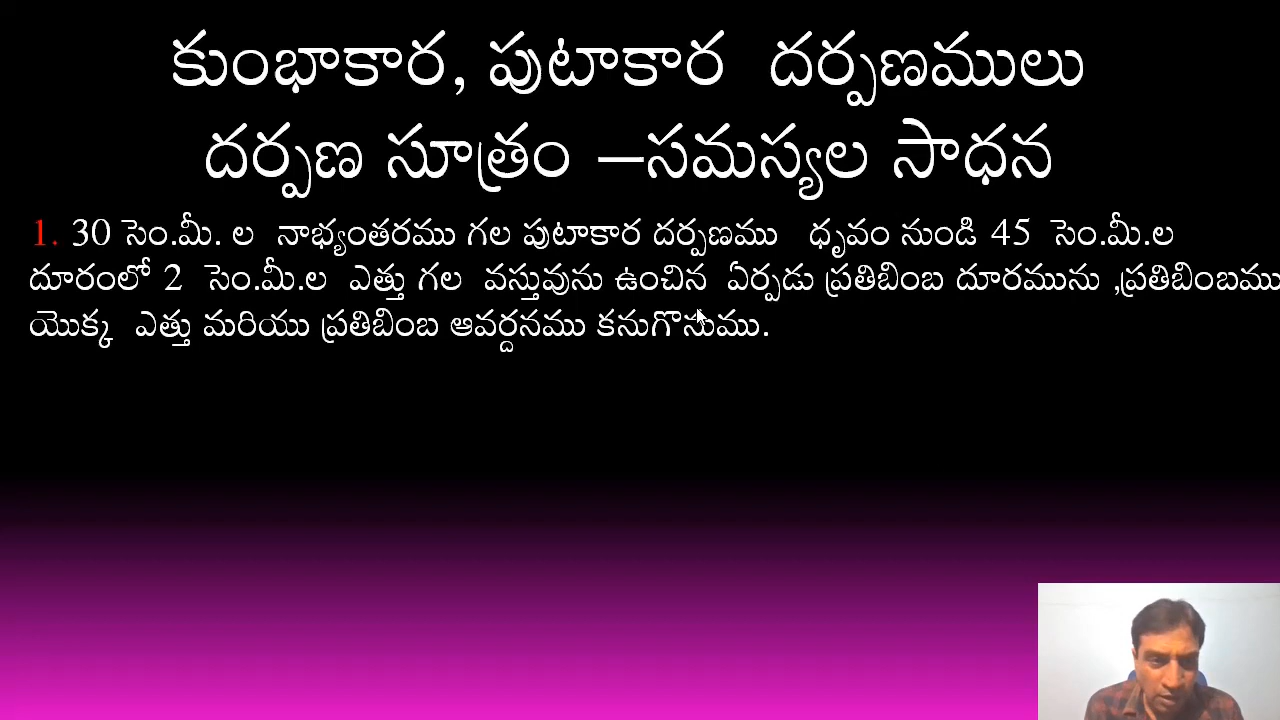 కుంభాకార, పుటాకార దర్పణములు
దర్పణ సూత్రం –సమస్యల సాధన
1. 30 సెం.మీ. ల నాభ్యంతరము గల పుటాకార దర్పణము ధృవం నుండి 45 సెం.మీ.ల
దూరంలో 2 సెం.మీ.ల ఎత్తు గల వస్తువును ఉంచిన ఏర్పడు ప్రతిబింబ దూరమును ,ప్రతిబింబము
యొక్క ఎత్తు మరియు ప్రతిబింబ ఆవర్దనము కనుగొనుము.